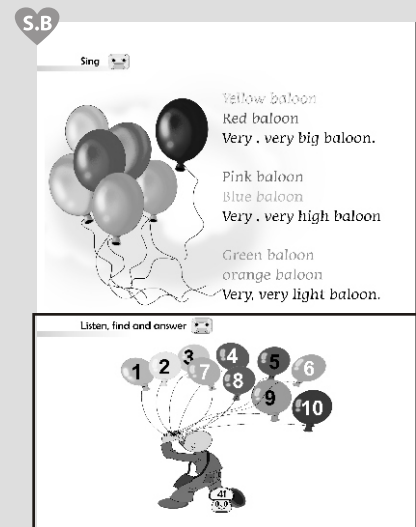 S.B
Sing
Yellow baloon
Red baloon
Very . very big baloon.
Pink baloon
Blue baloon
Very . very high baloon
Green baloon
orange baloon
Very, very light baloon.
Listen, find and answer
1 2 3 4 5 6
7 8 9 10
41